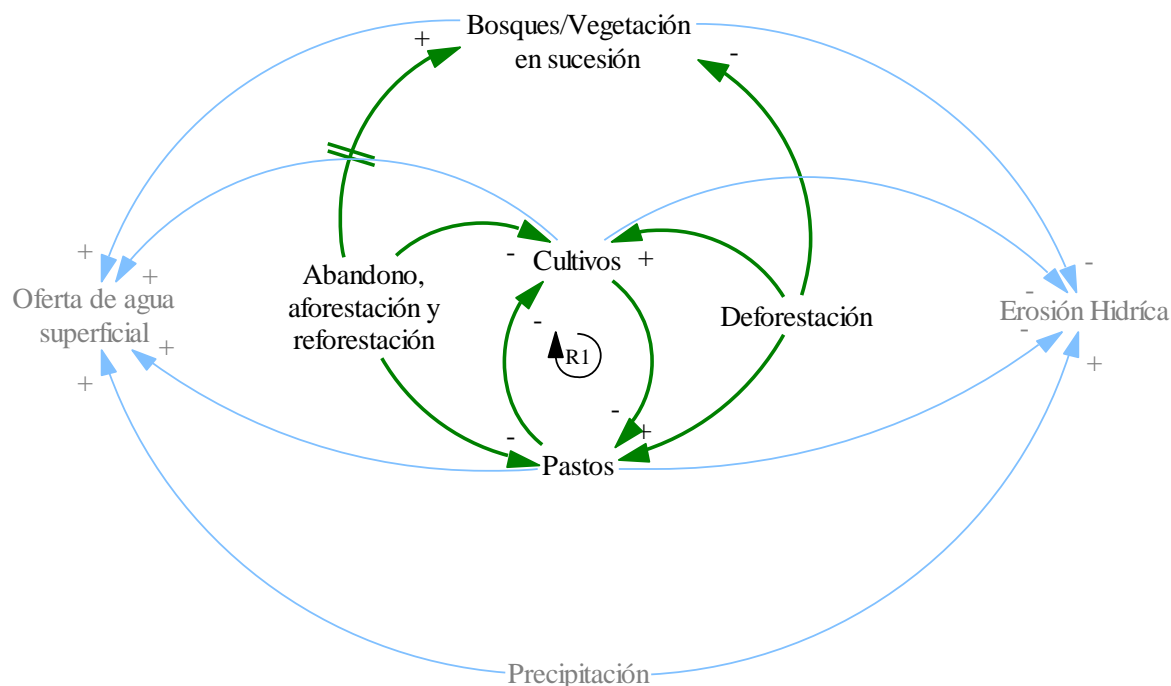 Bosques/Vegetación
en sucesión
+
-
+
+
-
Cultivos
+
-
-
Oferta de agua
superficial
Abandono,
aforestación y
reforestación
Deforestación
Erosión Hidríca
-
R1
-
+
+
+
-
-
+
Pastos
Precipitación